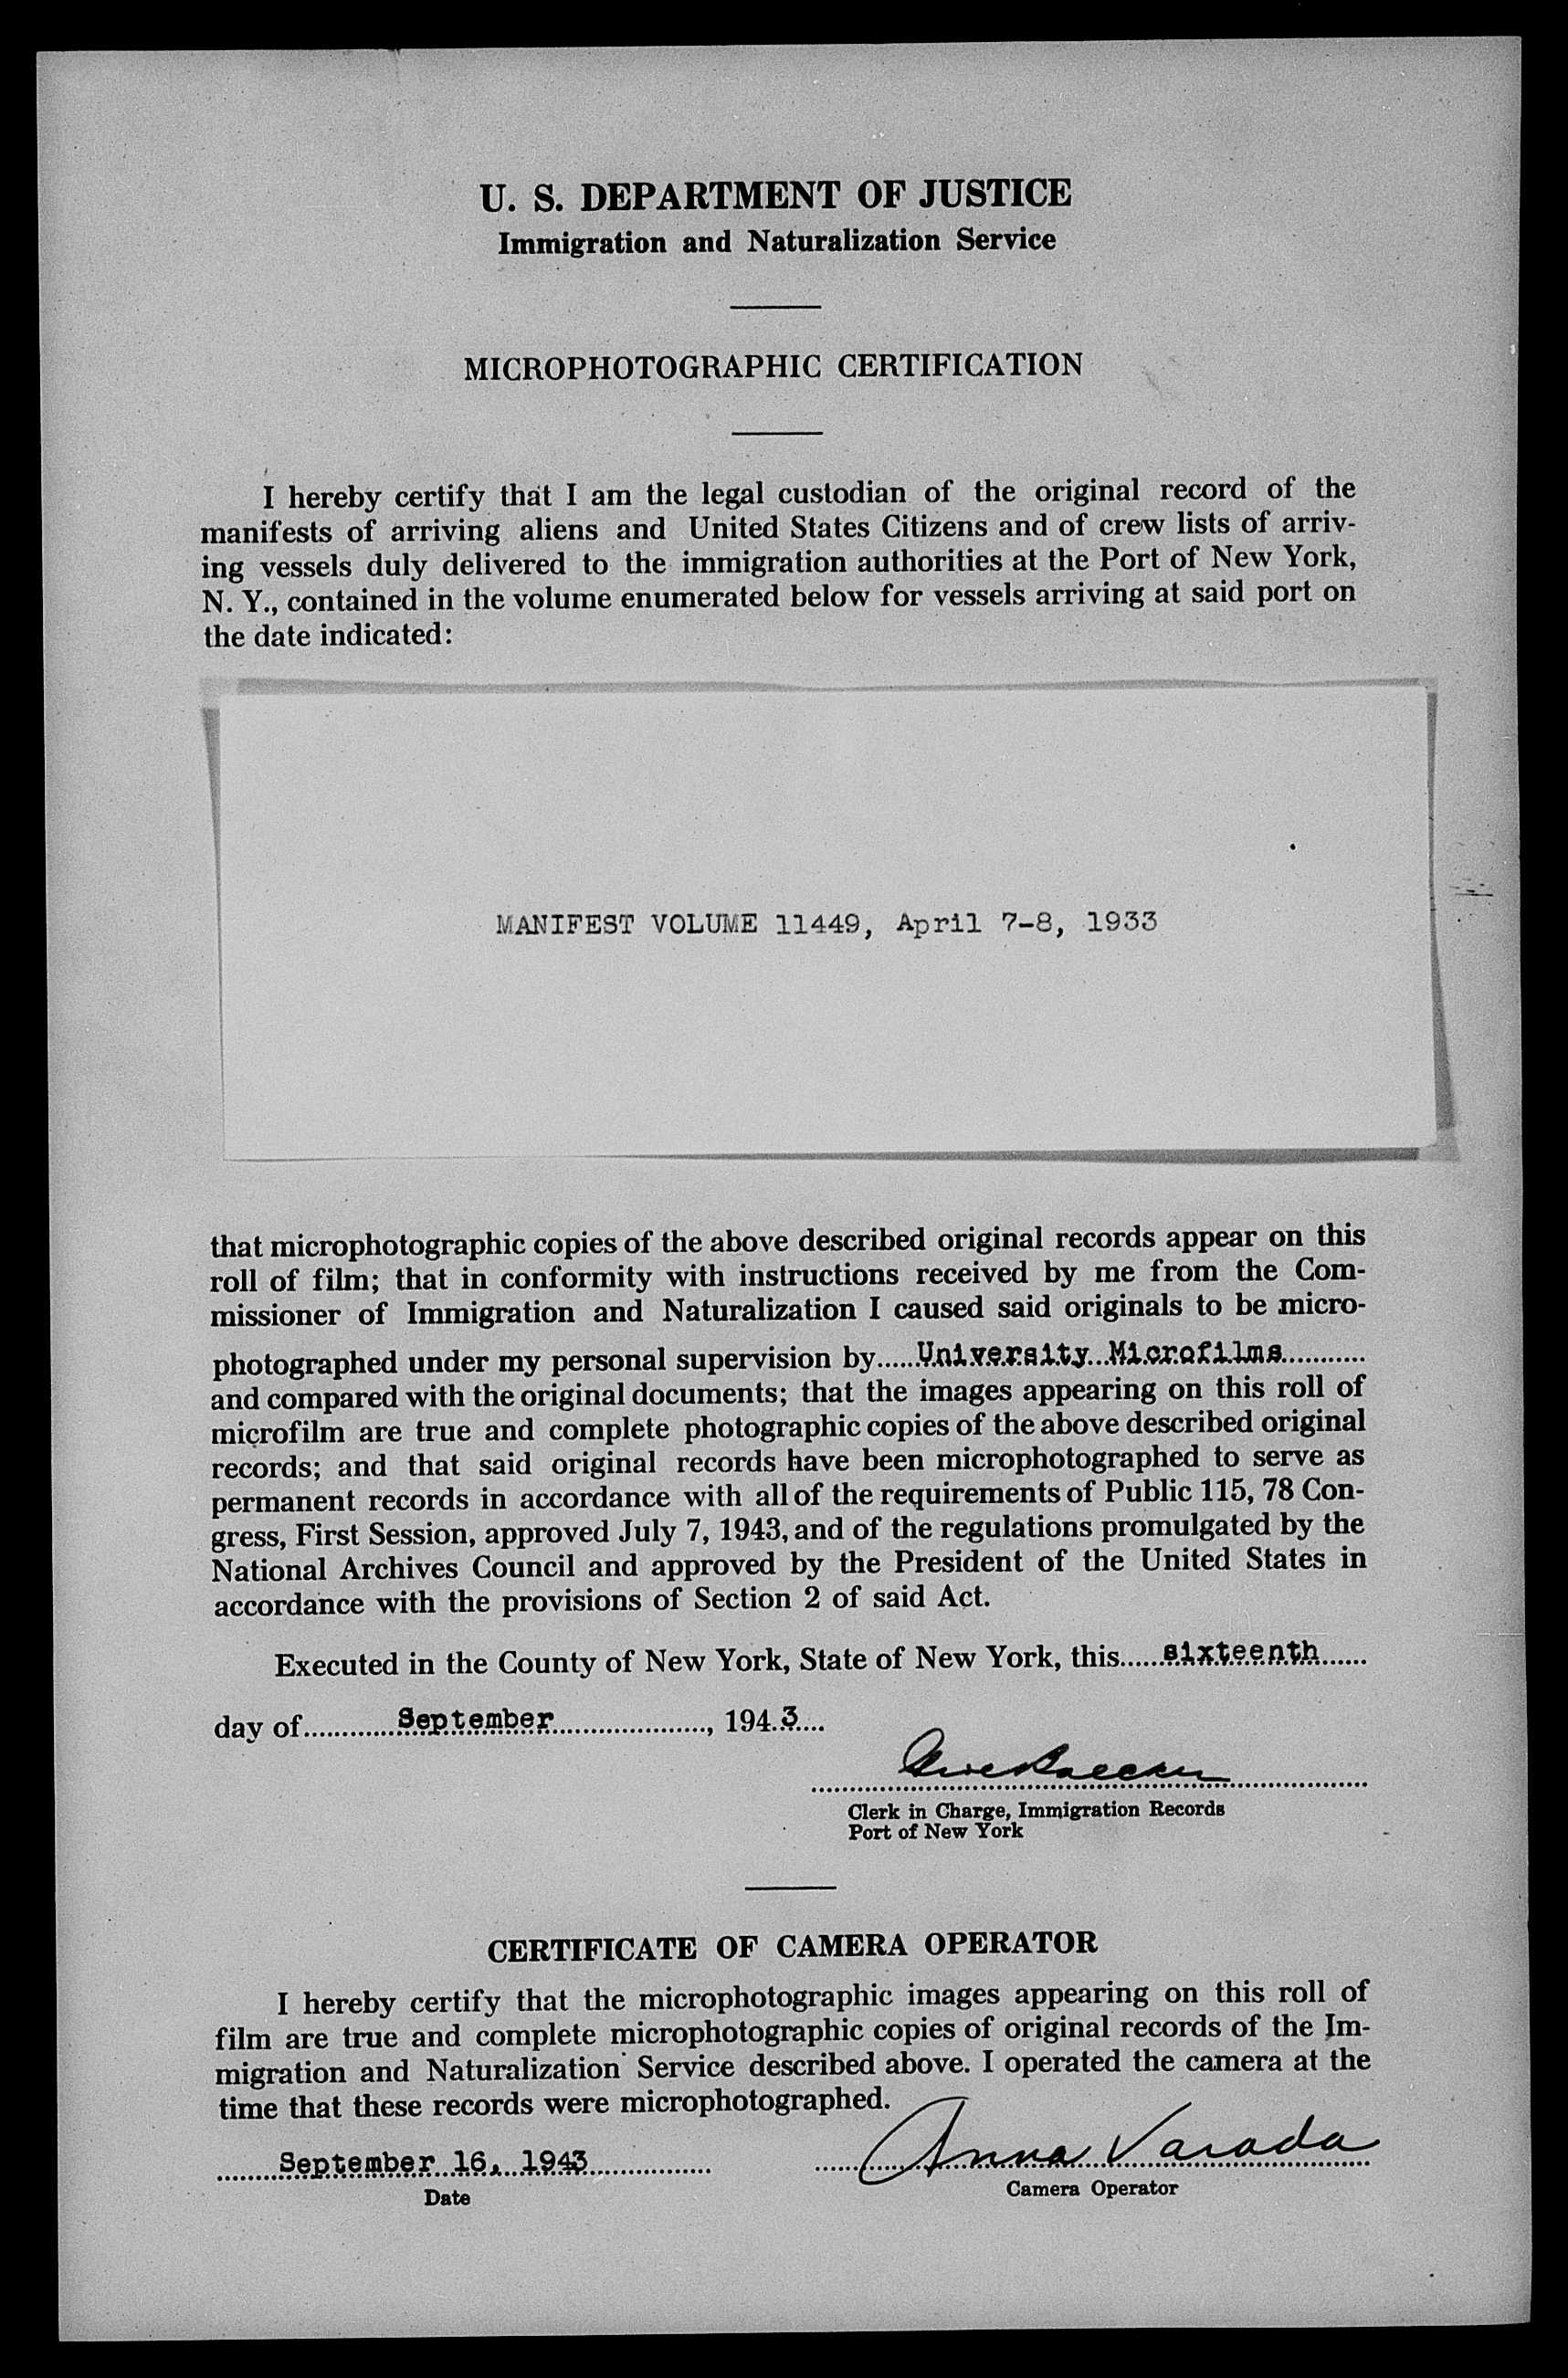 U. S. DEPARTMENT OF JUSTICE
Immigration and Naturalization Service
MICROPHOTOGRAPHIC CERTIFICATION
I hereby certify that I am the legal custodian of the original record of the
manifests of arriving aliens and United States Citizens and of crew lists of arriv-
ing vessels duly delivered to the immigration authorities at the Port of New York,
N. Y., contained in the volume enumerated below for vessels arriving at said port on
the date indicated:
MANIFEST VOLUME 11449, April 7-8, 1933
that microphotographic copies of the above described original records appear on this
roll of film; that in conformity with instructions received by me from the Com-
missioner of Immigration and Naturalization I caused said originals to be micro-
photographed under my personal supervision by.....University Microfilms...........
and compared with the original documents; that the images appearing on this roll of
microfilm are true and complete photographic copies of the above described original
records; and that said original records have been microphotographed to serve as
permanent records in accordance with all of the requirements of Public 115, 78 Con-
gress, First Session, approved July 7, 1943, and of the regulations promulgated by the
National Archives Council and approved by the President of the United States in
accordance with the provisions of Section 2 of said Act.
Executed in the County of New York, State of New York, this.....sixteenth......
day of............September...................., 194.3....
Clerk in Charge, Immigration Records
Port of New York
CERTIFICATE OF CAMERA OPERATOR
I hereby certify that the microphotographic images appearing on this roll of
film are true and complete microphotographic copies of original records of the Im-
migration and Naturalization Service described above. I operated the camera at the
time that these records were microphotographed.
September 16, 1943
Anna Varada
Date
Camera Operator